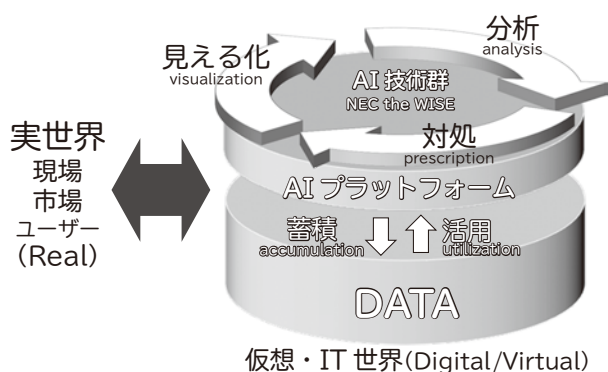 見える化
visualization
分析
analysis
AI 技術群
NEC the WISE
対処
prescription
実世界
現場
市場
ユーザー
(Real)
AI プラットフォーム
蓄積
accumulation
活用
utilization
DATA
仮想・IT 世界(Digital/Virtual)